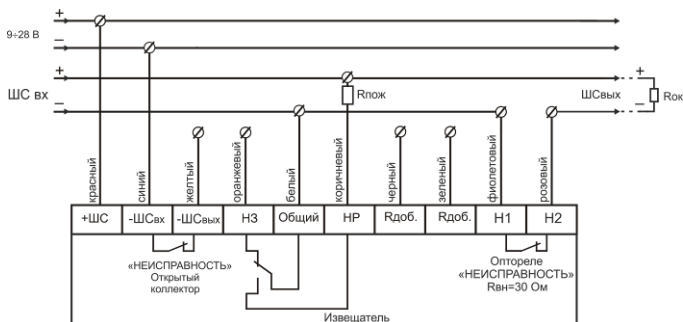 +
9÷28 В
–
+
ШС вх
–
Rпож
ШСвых
+
–
Rок
красный
синий
желтый
оранжевый
белый
коричневый
черный
зеленый
фиолетовый
розовый
+ШС
-ШСвх
-ШСвых
НЗ
Общий
НР
Rдоб.
Rдоб.
Н1
Н2
«НЕИСПРАВНОСТЬ»
Открытый
коллектор
Оптореле
«НЕИСПРАВНОСТЬ»
Rвн=30 Ом
Извещатель